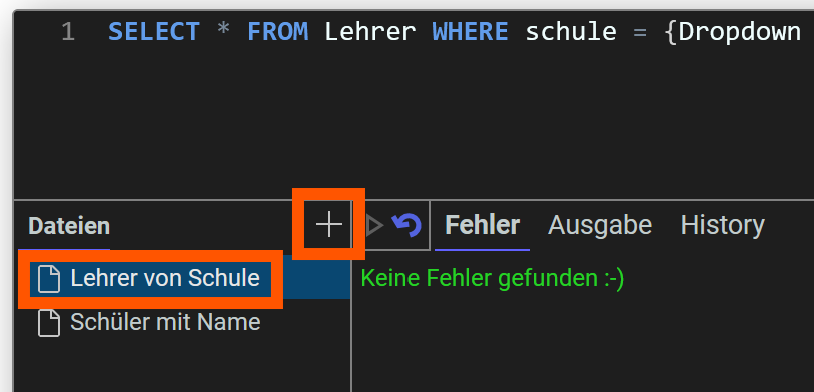 1 SELECT * FROM Lehrer WHERE schule = {Dropdown
Dateien
Fehler Ausgabe History
Lehrer von Schule
Keine Fehler gefunden :-)
Schüler mit Name